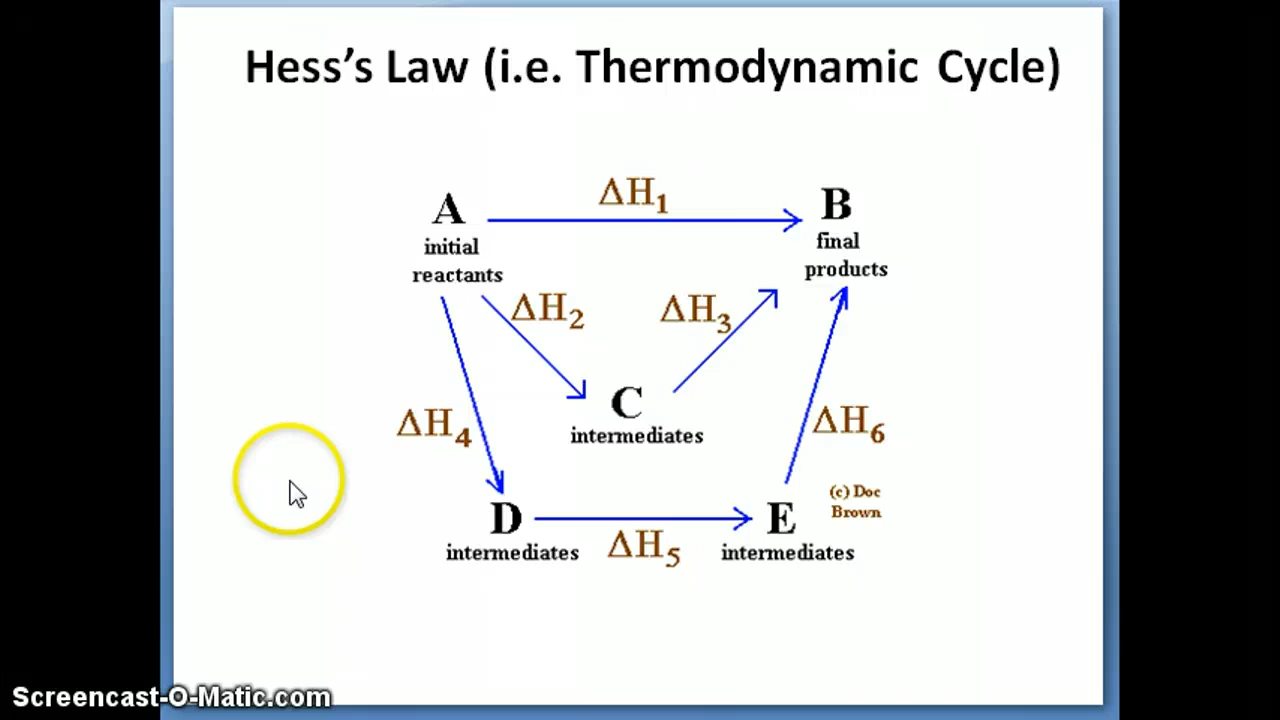 Hess's Law (i.e. Thermodynamic Cycle)
ΔH₁
A
B
initial
reactants
final
products
ΔH₂
ΔH₃
C
intermediates
ΔH₄
ΔH₆
(c) Doc
Brown
D
E
intermediates
ΔH₅
intermediates
Screencast-O-Matic.com